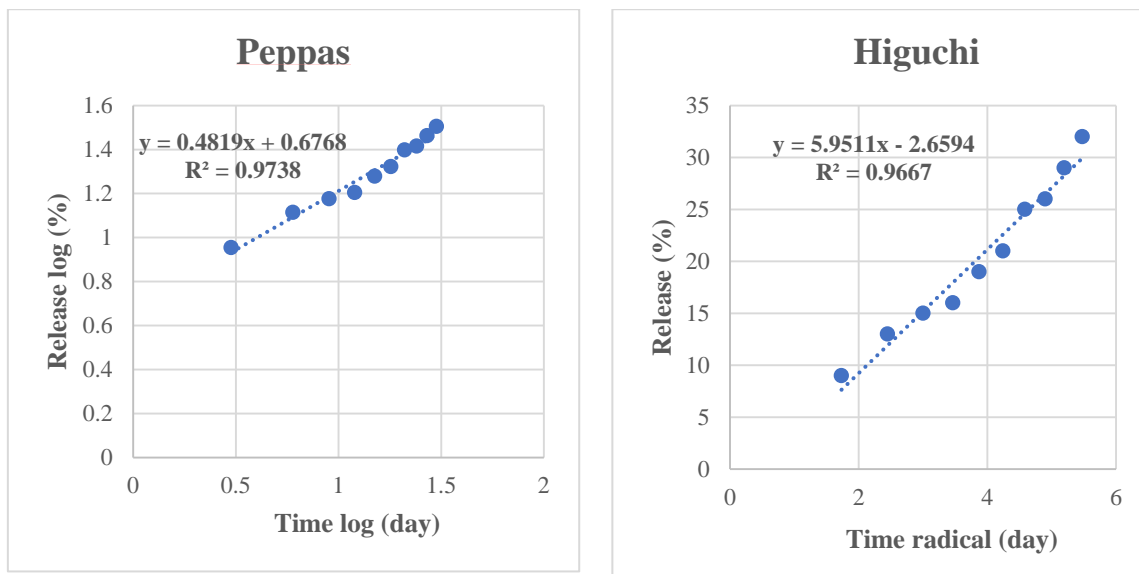 Peppas
y = 0.4819x + 0.6768
R² = 0.9738
Release log (%)
1.6
1.4
1.2
1
0.8
0.6
0.4
0.2
0
0
0.5
1
1.5
2
Time log (day)
Higuchi
y = 5.9511x - 2.6594
R² = 0.9667
Release (%)
35
30
25
20
15
10
5
0
0
2
4
6
Time radical (day)